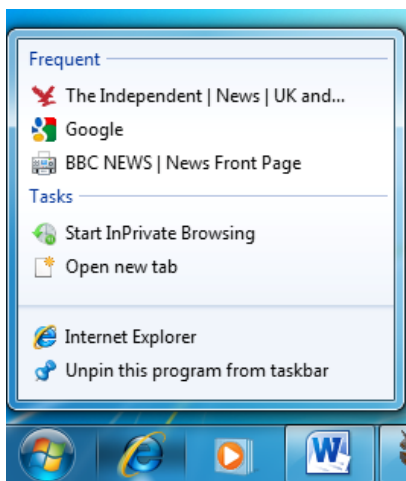 Frequent
The Independent | News | UK and...
Google
BBC NEWS | News Front Page
Tasks
Start InPrivate Browsing
Open new tab
Internet Explorer
Unpin this program from taskbar
W